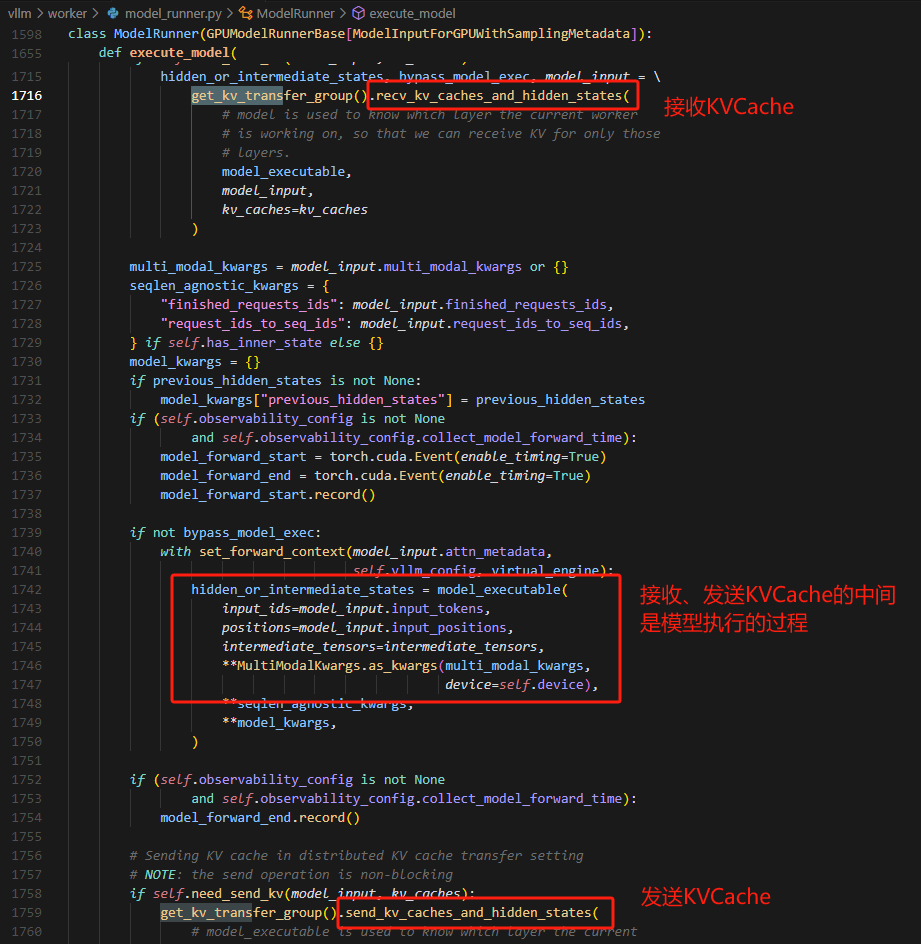 vllm > worker > model_runner.py > ModelRunner > execute_model
1598 class ModelRunner(GPUModelRunnerBase[ModelInputForGPUWithSamplingMetadata]):
1655 def execute_model(
1715 hidden_or_intermediate_states, bypass_model_exec, model_input = \
1716 get_kv_transfer_group().recv_kv_caches_and_hidden_states(
接收KVCache
1717 # model is used to know which layer the current worker
1718 # is working on, so that we can receive KV for only those
1719 # layers.
1720 model_executable,
1721 model_input,
1722 kv_caches=kv_caches
1723 )
1724
1725 multi_modal_kwargs = model_input.multi_modal_kwargs or {}
1726 seqlen_agnostic_kwargs = {
1727 "finished_requests_ids": model_input.finished_requests_ids,
1728 "request_ids_to_seq_ids": model_input.request_ids_to_seq_ids,
1729 } if self.has_inner_state else {}
1730 model_kwargs = {}
1731 if previous_hidden_states is not None:
1732 model_kwargs["previous_hidden_states"] = previous_hidden_states
1733 if (self.observability_config is not None
1734 and self.observability_config.collect_model_forward_time):
1735 model_forward_start = torch.cuda.Event(enable_timing=True)
1736 model_forward_end = torch.cuda.Event(enable_timing=True)
1737 model_forward_start.record()
1738
1739 if not bypass_model_exec:
1740 with set_forward_context(model_input.attn_metadata,
1741 self.vllm_config, virtual_engine):
1742 hidden_or_intermediate_states = model_executable(
接收、发送KVCache的中间
1743 input_ids=model_input.input_tokens,
是模型执行的过程
1744 positions=model_input.input_positions,
1745 intermediate_tensors=intermediate_tensors,
1746 **MultiModalKwargs.as_kwargs(multi_modal_kwargs,
1747 device=self.device),
1748 **seqlen_agnostic_kwargs,
1749 **model_kwargs,
1750 )
1751
1752 if (self.observability_config is not None
1753 and self.observability_config.collect_model_forward_time):
1754 model_forward_end.record()
1755
1756 # Sending KV cache in distributed KV cache transfer setting
1757 # NOTE: the send operation is non-blocking
1758 if self.need_send_kv(model_input, kv_caches):
发送KVCache
1759 get_kv_transfer_group().send_kv_caches_and_hidden_states(
1760 # model_executable is used to know which layer the current